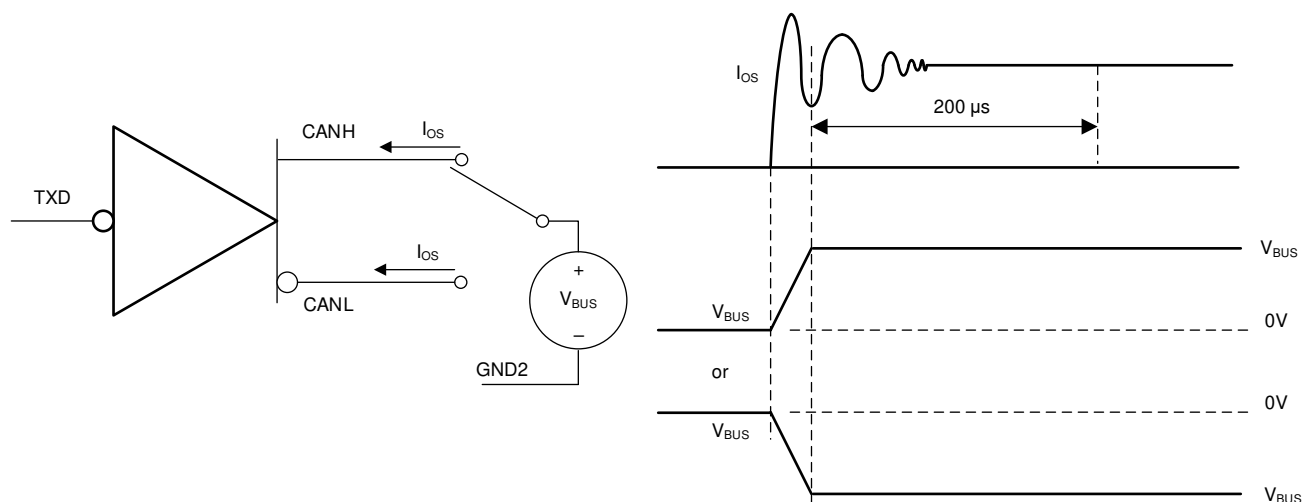 TXD
CANH
I_OS
I_OS
CANL
+
V_BUS
–
GND2
I_OS
200 µs
V_BUS
V_BUS
0V
or
0V
V_BUS
V_BUS